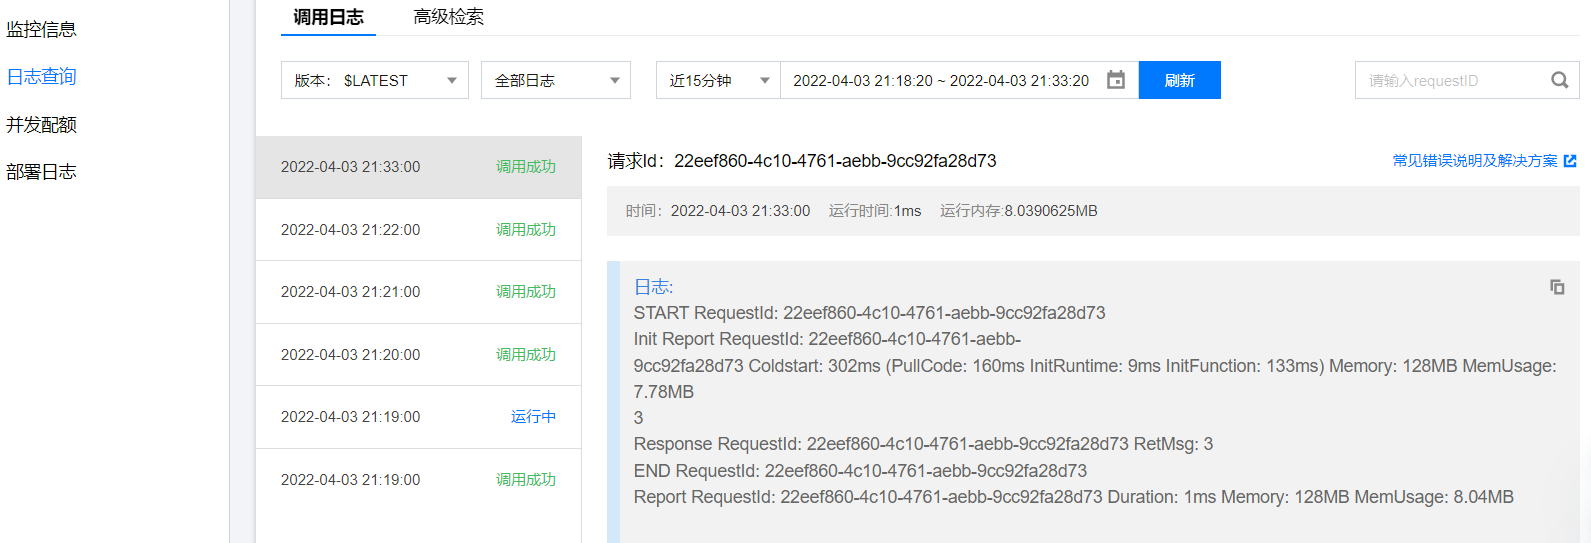 监控信息
日志查询
并发配额
部署日志
调用日志 高级检索
版本： $LATEST 全部日志 近15分钟 2022-04-03 21:18:20 ~ 2022-04-03 21:33:20 刷新 请输入requestID
2022-04-03 21:33:00 调用成功
2022-04-03 21:22:00 调用成功
2022-04-03 21:21:00 调用成功
2022-04-03 21:20:00 调用成功
2022-04-03 21:19:00 运行中
2022-04-03 21:19:00 调用成功
请求Id： 22eef860-4c10-4761-aebb-9cc92fa28d73 常见错误说明及解决方案
时间： 2022-04-03 21:33:00 运行时间:1ms 运行内存:8.0390625MB
日志:
START RequestId: 22eef860-4c10-4761-aebb-9cc92fa28d73
Init Report RequestId: 22eef860-4c10-4761-aebb-
9cc92fa28d73 Coldstart: 302ms (PullCode: 160ms InitRuntime: 9ms InitFunction: 133ms) Memory: 128MB MemUsage:
7.78MB
3
Response RequestId: 22eef860-4c10-4761-aebb-9cc92fa28d73 RetMsg: 3
END RequestId: 22eef860-4c10-4761-aebb-9cc92fa28d73
Report RequestId: 22eef860-4c10-4761-aebb-9cc92fa28d73 Duration: 1ms Memory: 128MB MemUsage: 8.04MB